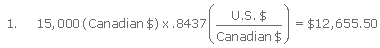 1. 15,000 (Canadian $) x .8437 (U.S. $ / Canadian $) = $12,655.50